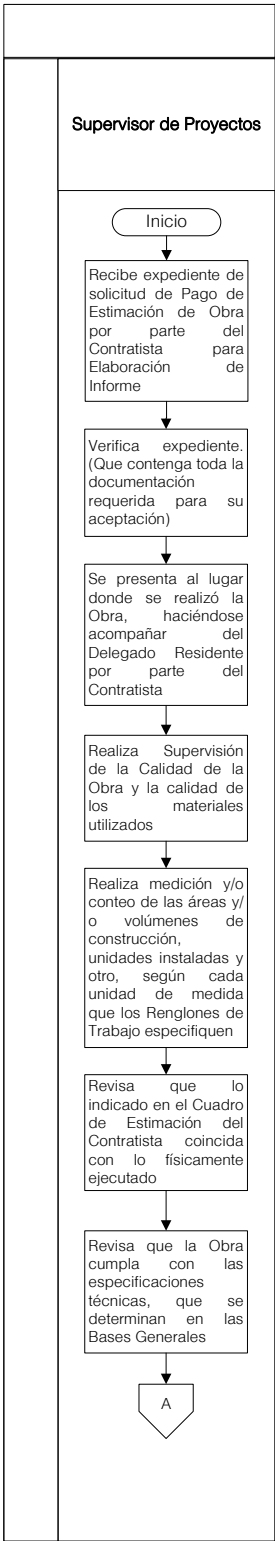 Supervisor de Proyectos
Inicio
Recibe expediente de
solicitud de Pago de
Estimación de Obra
por parte del
Contratista para
Elaboración de
Informe
Verifica expediente.
(Que contenga toda la
documentación
requerida para su
aceptación)
Se presenta al lugar
donde se realizó la
Obra, haciéndose
acompañar del
Delegado Residente
por parte del
Contratista
Realiza Supervisión
de la Calidad de la
Obra y la calidad de
los materiales
utilizados
Realiza medición y/o
conteo de las áreas y/
o volúmenes de
construcción,
unidades instaladas y
otro, según cada
unidad de medida
que los Renglones de
Trabajo especifiquen
Revisa que lo
indicado en el Cuadro
de Estimación del
Contratista coincida
con lo físicamente
ejecutado
Revisa que la Obra
cumpla con las
especificaciones
técnicas, que se
determinan en las
Bases Generales
A